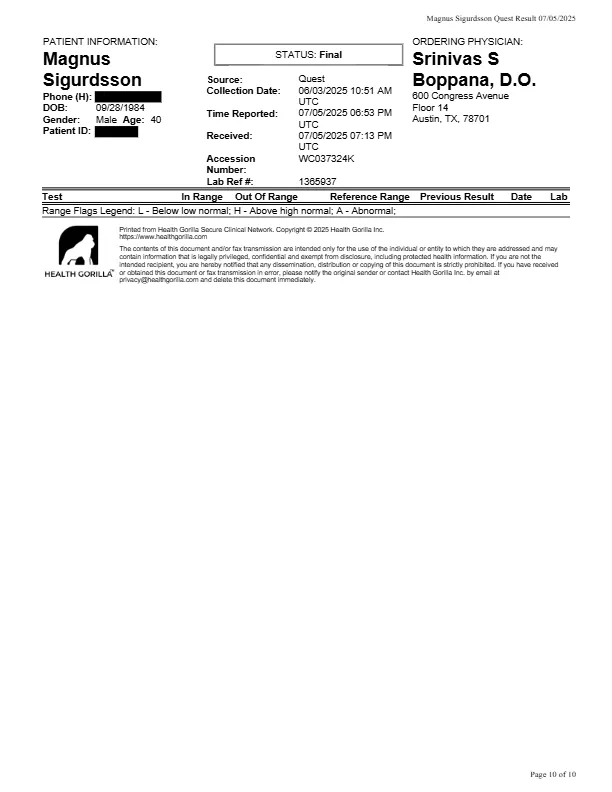 Magnus Sigurdsson Quest Result 07/05/2025
PATIENT INFORMATION:
Magnus
Sigurdsson
Phone (H):
DOB: 09/28/1984
Gender: Male Age: 40
Patient ID:
STATUS: Final
Source: Quest
Collection Date: 06/03/2025 10:51 AM
UTC
Time Reported: 07/05/2025 06:53 PM
UTC
Received: 07/05/2025 07:13 PM
UTC
Accession WC037324K
Number:
Lab Ref #: 1365937
ORDERING PHYSICIAN:
Srinivas S
Boppana, D.O.
600 Congress Avenue
Floor 14
Austin, TX, 78701
Test In Range Out Of Range Reference Range Previous Result Date Lab
Range Flags Legend: L - Below low normal; H - Above high normal; A - Abnormal;
HEALTH GORILLA
Printed from Health Gorilla Secure Clinical Network. Copyright © 2025 Health Gorilla Inc.
https://www.healthgorilla.com
The contents of this document and/or fax transmission are intended only for the use of the individual or entity to which they are addressed and may
contain information that is legally privileged, confidential and exempt from disclosure, including protected health information. If you are not the
intended recipient, you are hereby notified that any dissemination, distribution or copying of this document is strictly prohibited. If you have received
or obtained this document or fax transmission in error, please notify the original sender or contact Health Gorilla Inc. by email at
privacy@healthgorilla.com and delete this document immediately.
Page 10 of 10